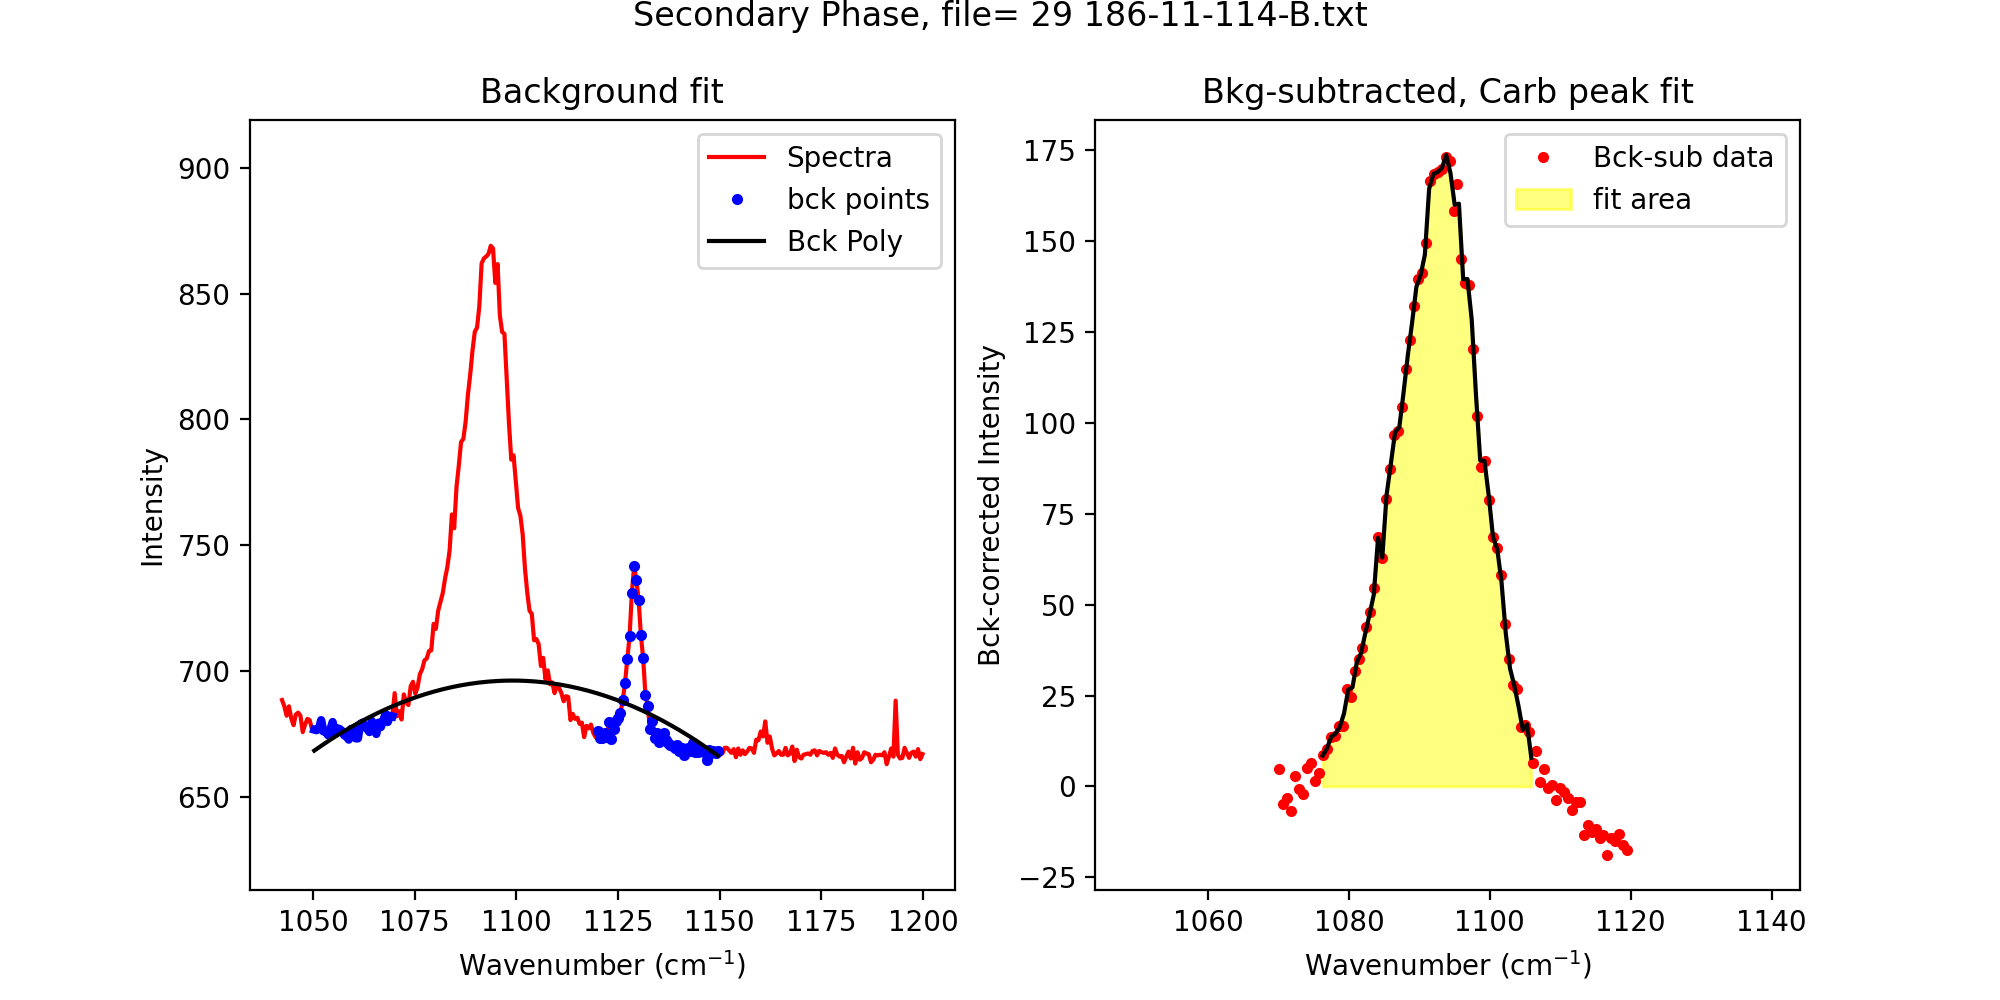 Secondary Phase, file= 29 186-11-114-B.txt
Background fit
Spectra
bck points
Bck Poly
900
850
800
750
700
650
Intensity
1050 1075 1100 1125 1150 1175 1200
Wavenumber (cm⁻¹)
Bkg-subtracted, Carb peak fit
Bck-sub data
fit area
175
150
125
100
75
50
25
0
−25
Bck-corrected Intensity
1060 1080 1100 1120 1140
Wavenumber (cm⁻¹)